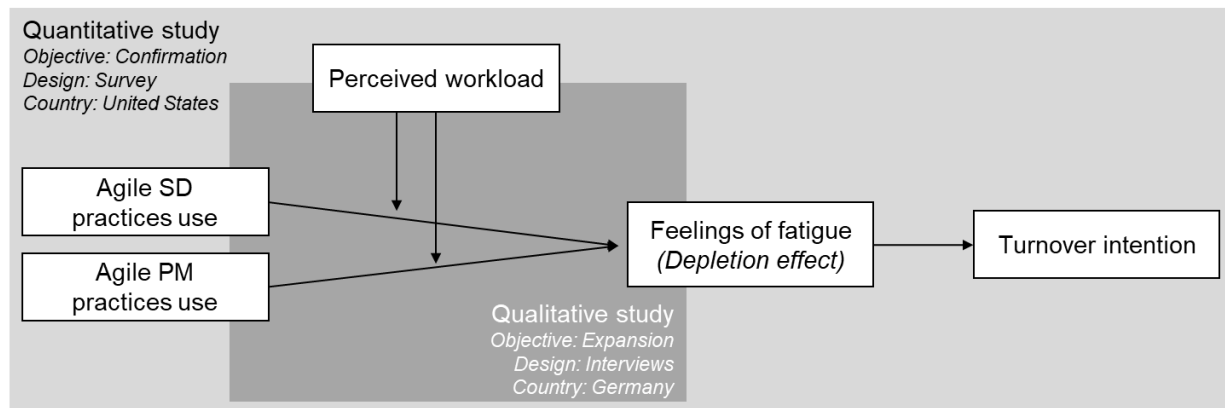 Quantitative study
Objective: Confirmation
Design: Survey
Country: United States
Perceived workload
Agile SD
practices use
Agile PM
practices use
Feelings of fatigue
(Depletion effect)
Turnover intention
Qualitative study
Objective: Expansion
Design: Interviews
Country: Germany